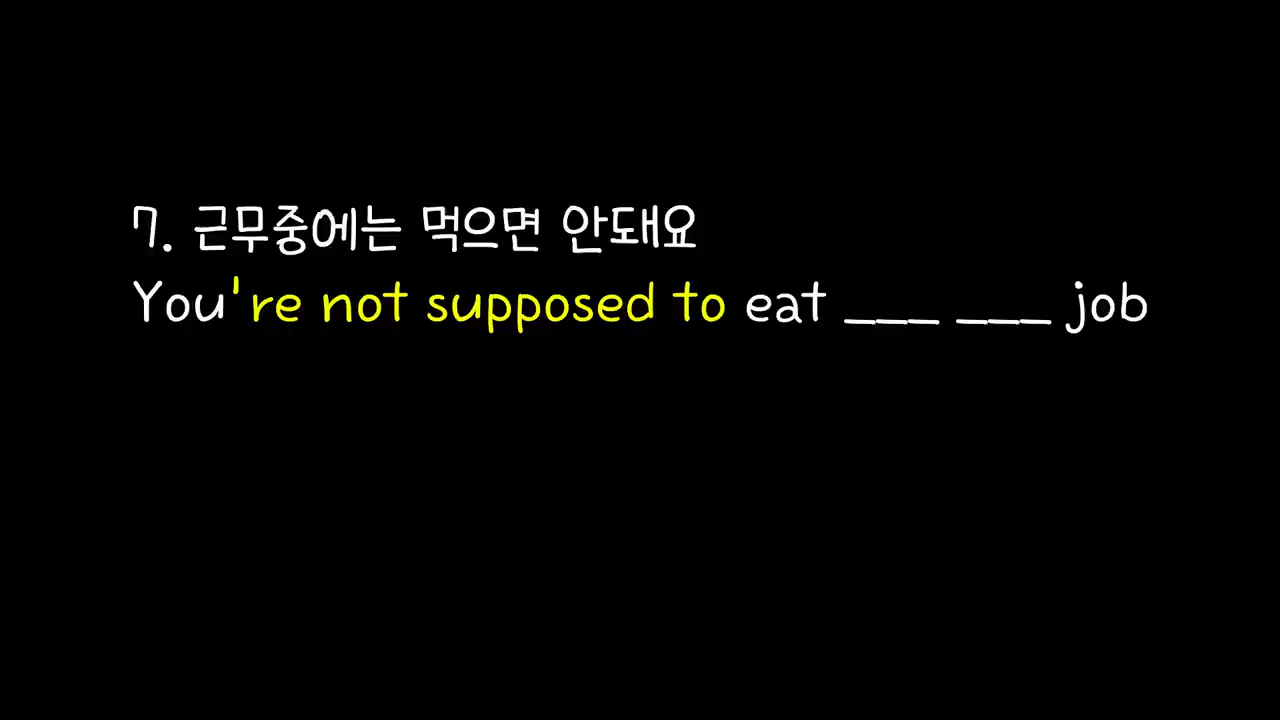 7. 근무중에는 먹으면 안돼요
You're not supposed to eat ___ ___ job